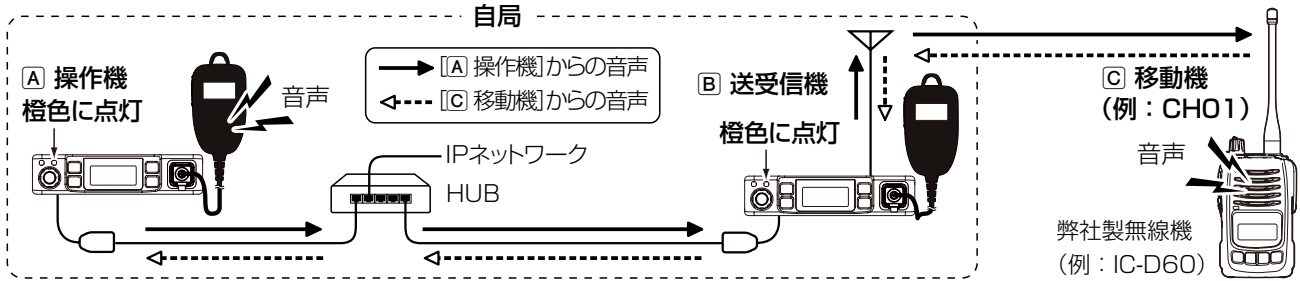 自局
A 操作機
橙色に点灯
音声
[A 操作機]からの音声
[C 移動機]からの音声
IPネットワーク
HUB
B 送受信機
橙色に点灯
C 移動機
(例：CH01)
音声
弊社製無線機
(例：IC-D60)